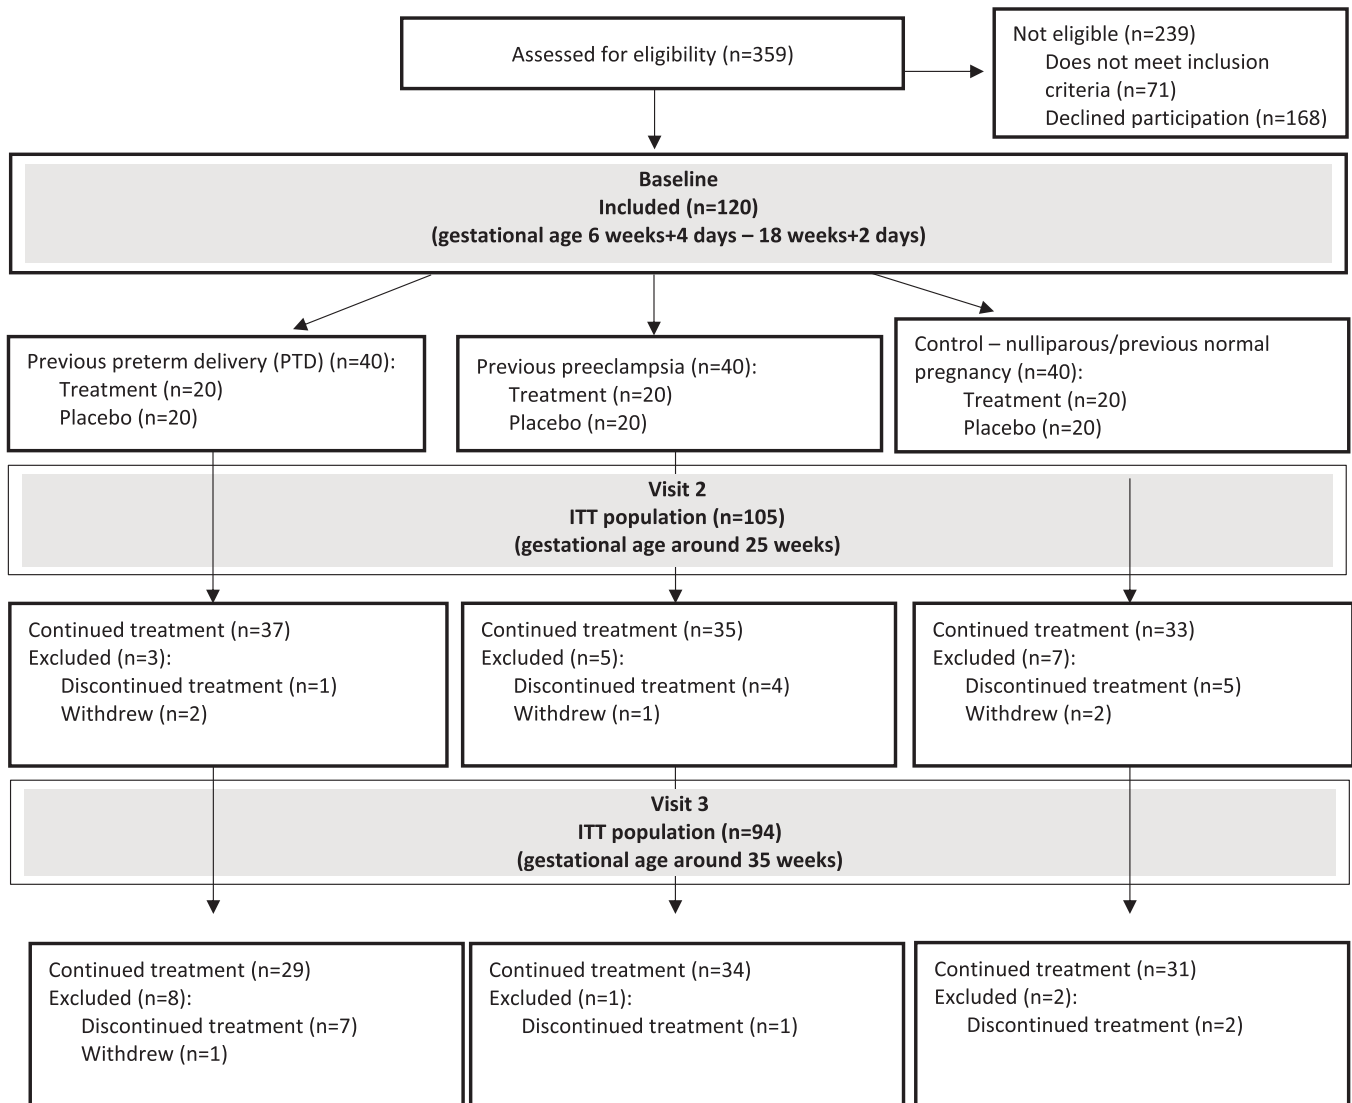 Assessed for eligibility (n=359)
Not eligible (n=239)
Does not meet inclusion
criteria (n=71)
Declined participation (n=168)
Baseline
Included (n=120)
(gestational age 6 weeks+4 days – 18 weeks+2 days)
Previous preterm delivery (PTD) (n=40):
Treatment (n=20)
Placebo (n=20)
Previous preeclampsia (n=40):
Treatment (n=20)
Placebo (n=20)
Control – nulliparous/previous normal
pregnancy (n=40):
Treatment (n=20)
Placebo (n=20)
Visit 2
ITT population (n=105)
(gestational age around 25 weeks)
Continued treatment (n=37)
Excluded (n=3):
Discontinued treatment (n=1)
Withdrew (n=2)
Continued treatment (n=35)
Excluded (n=5):
Discontinued treatment (n=4)
Withdrew (n=1)
Continued treatment (n=33)
Excluded (n=7):
Discontinued treatment (n=5)
Withdrew (n=2)
Visit 3
ITT population (n=94)
(gestational age around 35 weeks)
Continued treatment (n=29)
Excluded (n=8):
Discontinued treatment (n=7)
Withdrew (n=1)
Continued treatment (n=34)
Excluded (n=1):
Discontinued treatment (n=1)
Continued treatment (n=31)
Excluded (n=2):
Discontinued treatment (n=2)